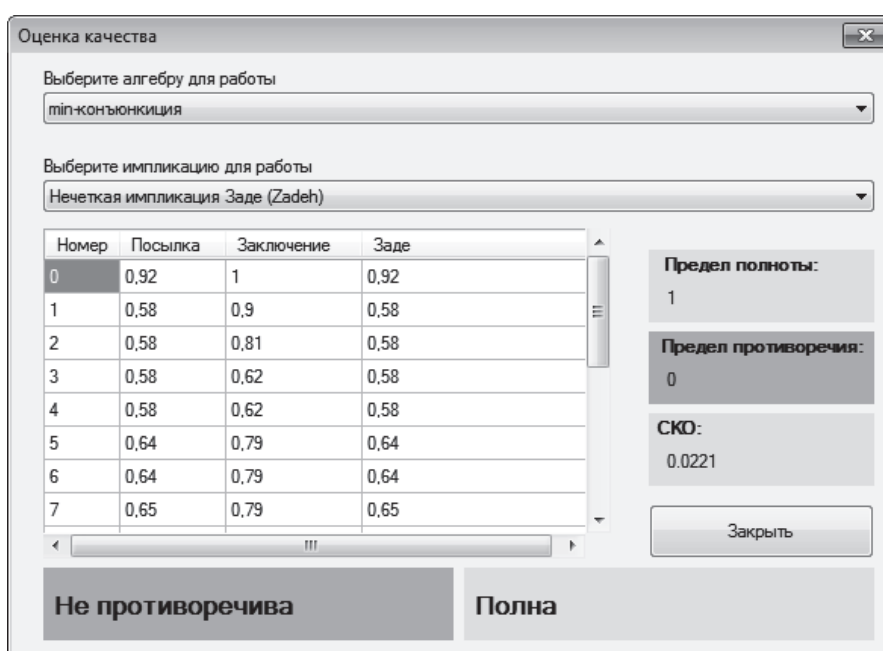 Оценка качества
Выберите алгебру для работы
min-конъюнкиция
Выберите импликацию для работы
Нечеткая импликация Заде (Zadeh)
Номер Посылка Заключение Заде
0 0,92 1 0,92
1 0,58 0,9 0,58
2 0,58 0,81 0,58
3 0,58 0,62 0,58
4 0,58 0,62 0,58
5 0,64 0,79 0,64
6 0,64 0,79 0,64
7 0,65 0,79 0,65
Предел полноты:
1
Предел противоречия:
0
СКО:
0.0221
Закрыть
Не противоречива
Полна